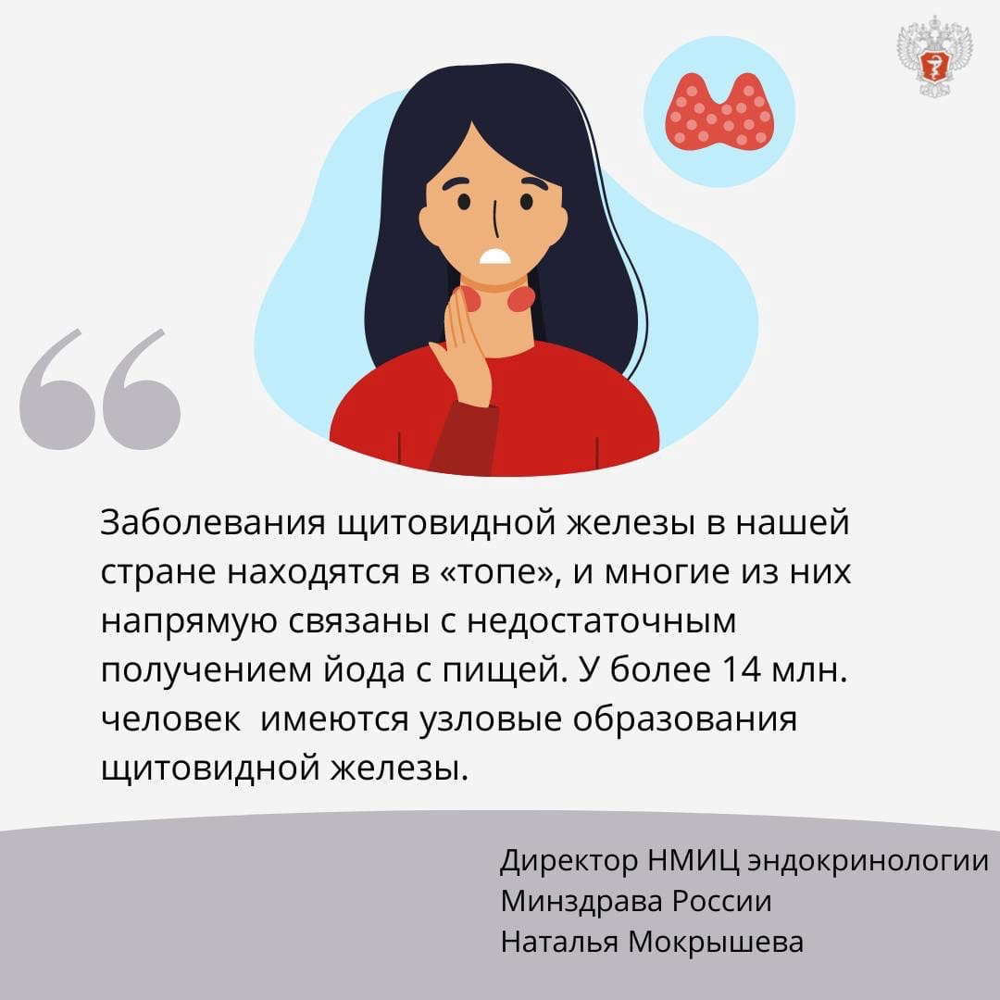 Заболевания щитовидной железы в нашей
стране находятся в «топе», и многие из них
напрямую связаны с недостаточным
получением йода с пищей. У более 14 млн.
человек  имеются узловые образования
щитовидной железы.
Директор НМИЦ эндокринологии
Минздрава России
Наталья Мокрышева